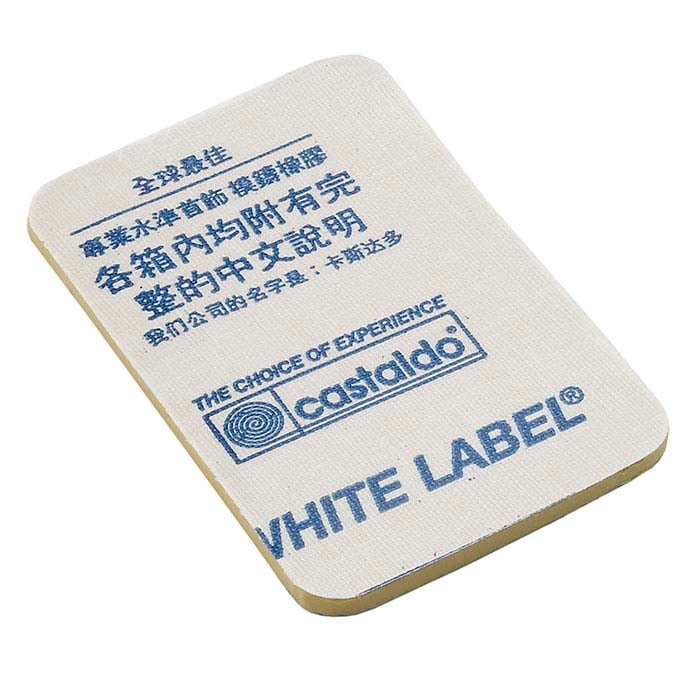 全球最佳
專業水準首飾 模鑄橡膠
各箱內均附有完
整的中文說明
我们公司的名字是：卡斯达多
THE CHOICE OF EXPERIENCE
castaldo®
WHITE LABEL®